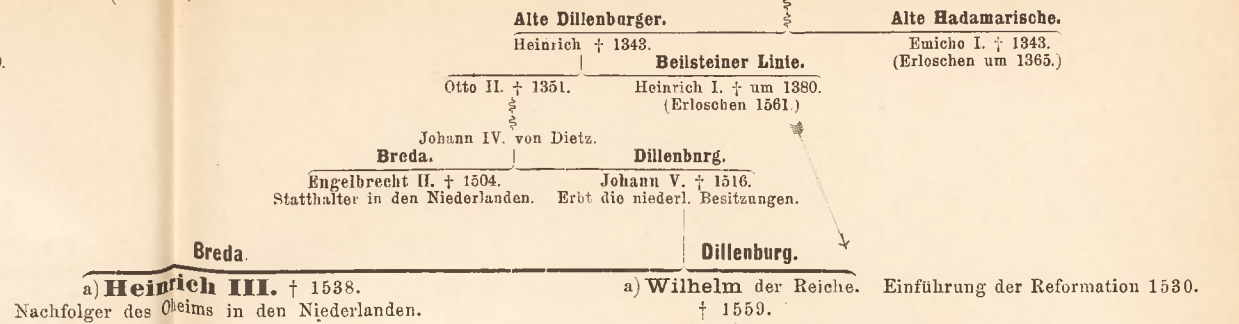 Alte Dillenburger. Alte Hadamarische.
Heinrich † 1343. Emicho I. † 1343.
Beilsteiner Linie. (Erloschen um 1365.)
Otto II. † 1351. Heinrich I. † um 1380.
(Erloschen 1561.)
Johann IV. von Dietz.
Breda. Dillenburg.
Engelbrecht II. † 1504. Johann V. † 1516.
Statthalter in den Niederlanden. Erbt die niederl. Besitzungen.
Breda. Dillenburg.
a) Heinrich III. † 1538. a) Wilhelm der Reiche. Einführung der Reformation 1530.
Nachfolger des Oheims in den Niederlanden. † 1559.